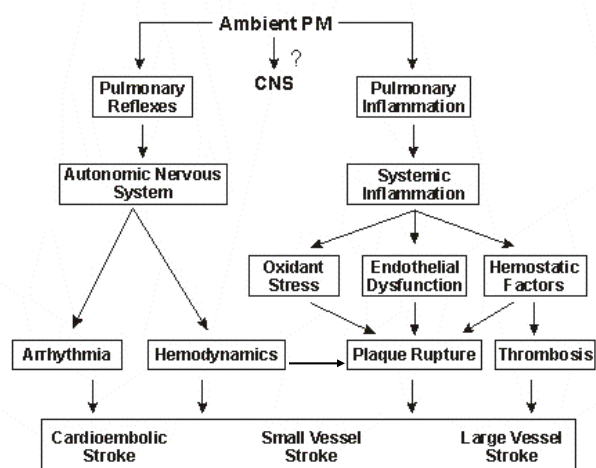 Ambient PM
?
CNS
Pulmonary
Reflexes
Pulmonary
Inflammation
Autonomic Nervous
System
Systemic
Inflammation
Oxidant
Stress
Endothelial
Dysfunction
Hemostatic
Factors
Arrhythmia
Hemodynamics
Plaque Rupture
Thrombosis
Cardioembolic
Stroke
Small Vessel
Stroke
Large Vessel
Stroke